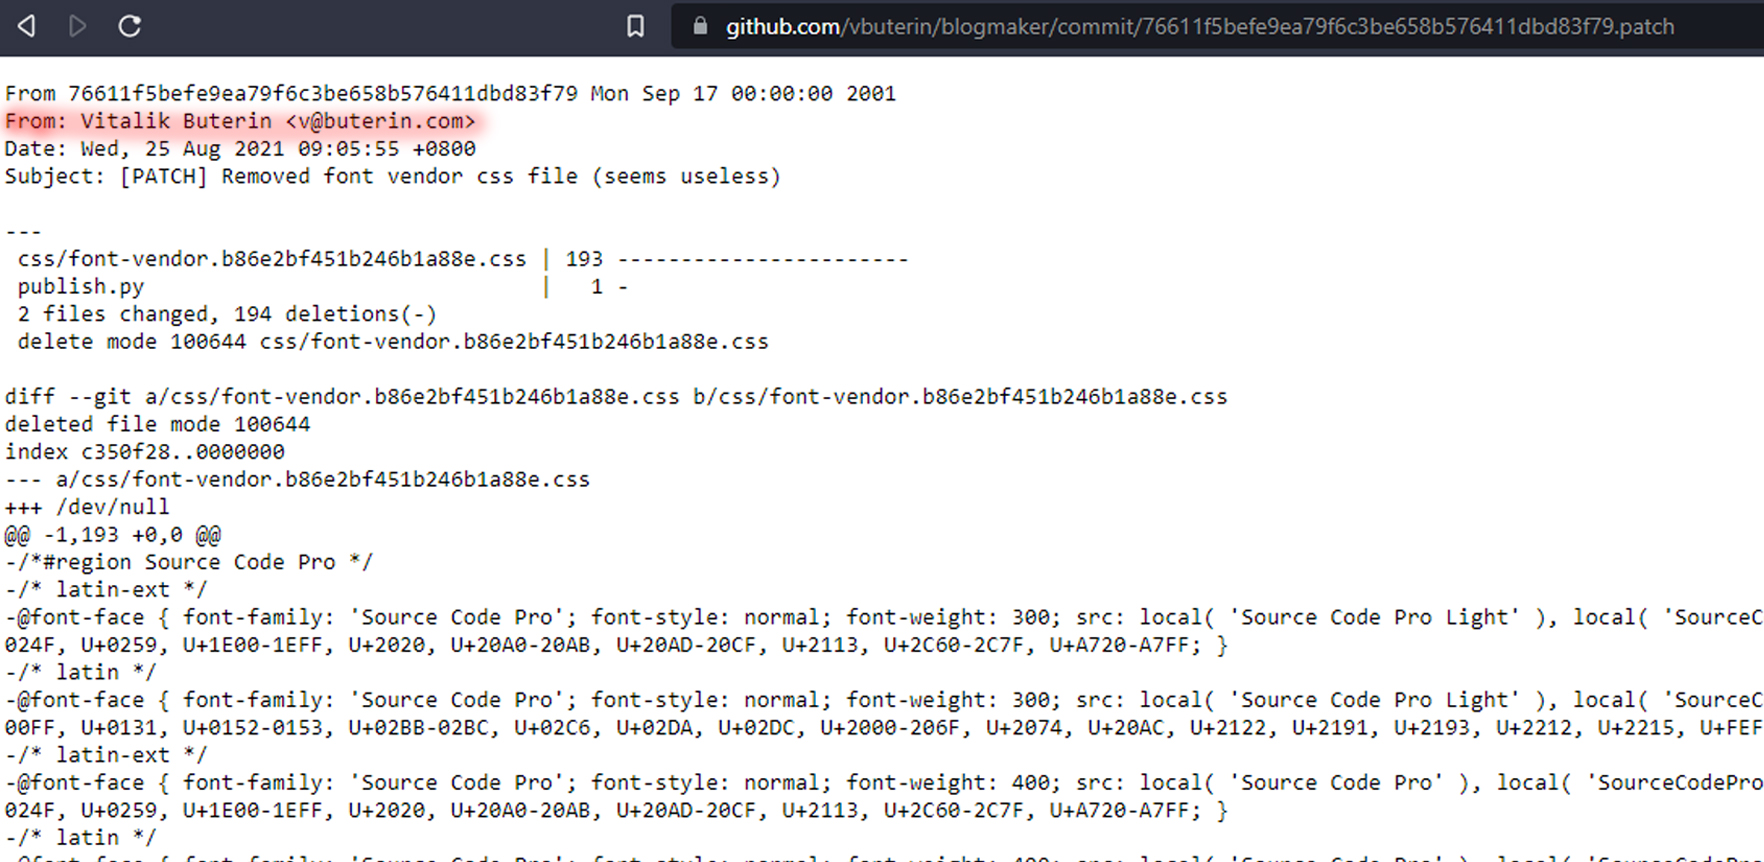 github.com/vbuterin/blogmaker/commit/76611f5befe9ea79f6c3be658b576411dbd83f79.patch
From 76611f5befe9ea79f6c3be658b576411dbd83f79 Mon Sep 17 00:00:00 2001
From: Vitalik Buterin <v@buterin.com>
Date: Wed, 25 Aug 2021 09:05:55 +0800
Subject: [PATCH] Removed font vendor css file (seems useless)
---
css/font-vendor.b86e2bf451b246b1a88e.css | 193 -----------------------
publish.py | 1 -
2 files changed, 194 deletions(-)
delete mode 100644 css/font-vendor.b86e2bf451b246b1a88e.css
diff --git a/css/font-vendor.b86e2bf451b246b1a88e.css b/css/font-vendor.b86e2bf451b246b1a88e.css
deleted file mode 100644
index c350f28..0000000
--- a/css/font-vendor.b86e2bf451b246b1a88e.css
+++ /dev/null
@@ -1,193 +0,0 @@
-/*#region Source Code Pro */
-/* latin-ext */
-@font-face { font-family: 'Source Code Pro'; font-style: normal; font-weight: 300; src: local( 'Source Code Pro Light' ), local( 'SourceC
024F, U+0259, U+1E00-1EFF, U+2020, U+20A0-20AB, U+20AD-20CF, U+2113, U+2C60-2C7F, U+A720-A7FF; }
-/* latin */
-@font-face { font-family: 'Source Code Pro'; font-style: normal; font-weight: 300; src: local( 'Source Code Pro Light' ), local( 'SourceC
00FF, U+0131, U+0152-0153, U+02BB-02BC, U+02C6, U+02DA, U+02DC, U+2000-206F, U+2074, U+20AC, U+2122, U+2191, U+2193, U+2212, U+2215, U+FEF
-/* latin-ext */
-@font-face { font-family: 'Source Code Pro'; font-style: normal; font-weight: 400; src: local( 'Source Code Pro' ), local( 'SourceCodePro
024F, U+0259, U+1E00-1EFF, U+2020, U+20A0-20AB, U+20AD-20CF, U+2113, U+2C60-2C7F, U+A720-A7FF; }
-/* latin */